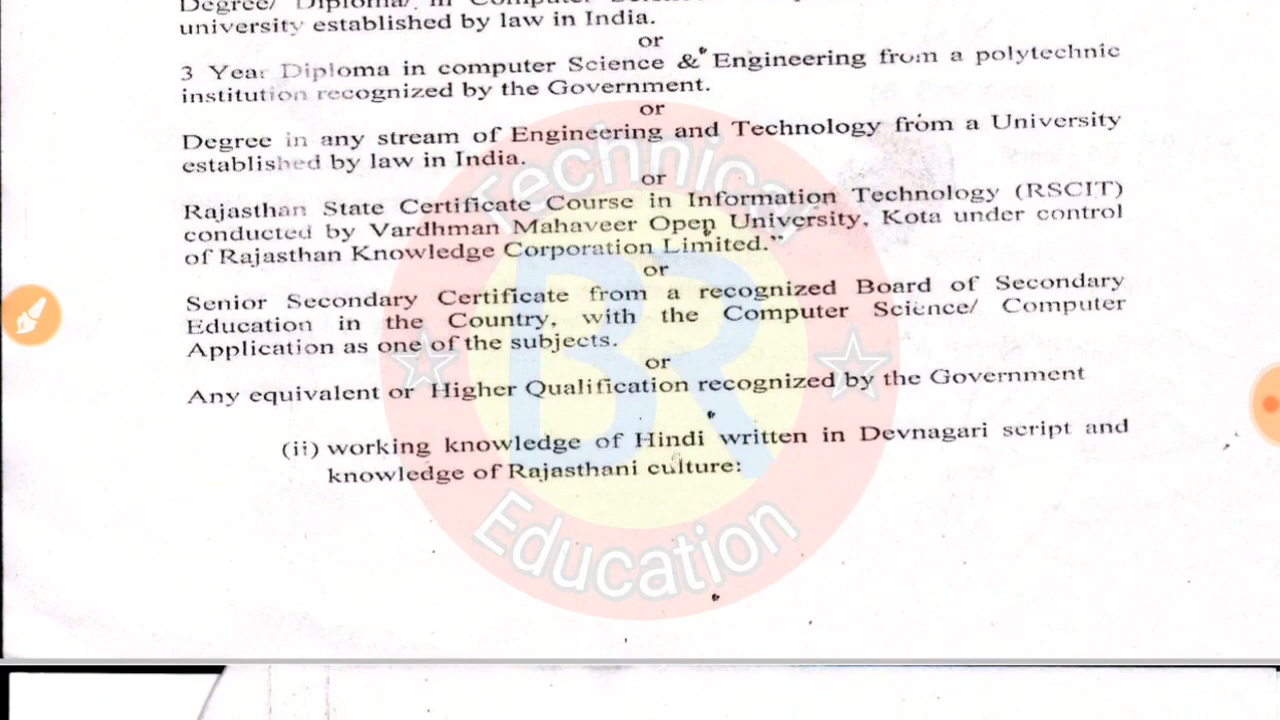 Degree/ Diploma/ in Computer
university established by law in India.
or
3 Year Diploma in computer Science & Engineering from a polytechnic
institution recognized by the Government.
or
Degree in any stream of Engineering and Technology from a University
established by law in India.
or
Rajasthan State Certificate Course in Information Technology (RSCIT)
conducted by Vardhman Mahaveer Open University, Kota under control
of Rajasthan Knowledge Corporation Limited.”
or
Senior Secondary Certificate from a recognized Board of Secondary
Education in the Country, with the Computer Science/ Computer
Application as one of the subjects.
or
Any equivalent or Higher Qualification recognized by the Government
(ii) working knowledge of Hindi written in Devnagari script and
knowledge of Rajasthani culture:
Technical
BR
Education